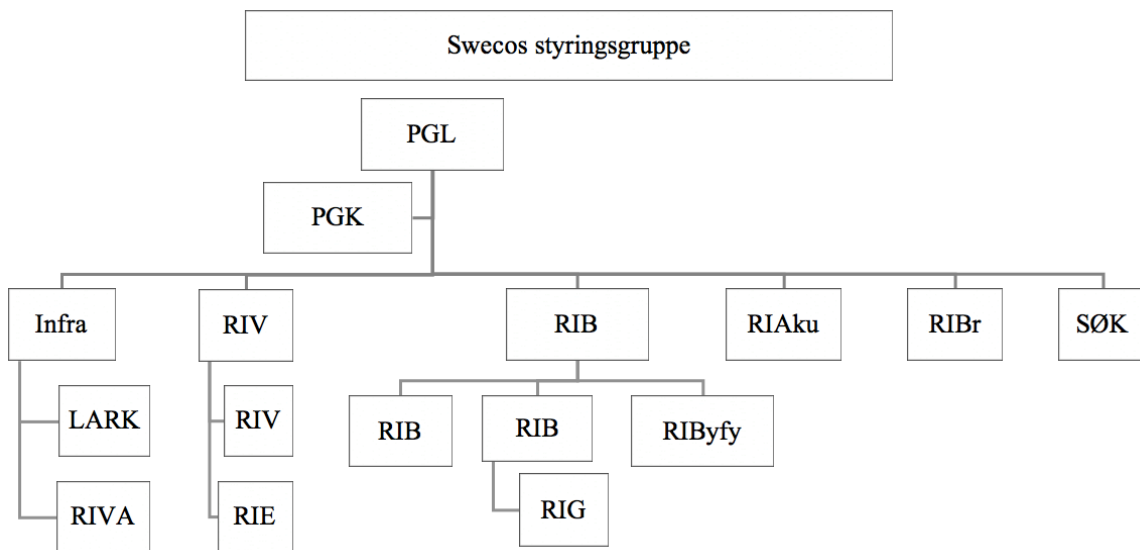 Swecos styringsgruppe
PGL
PGK
Infra
RIV
RIB
RIAku
RIBr
SØK
LARK
RIV
RIB
RIB
RIByfy
RIVA
RIE
RIG